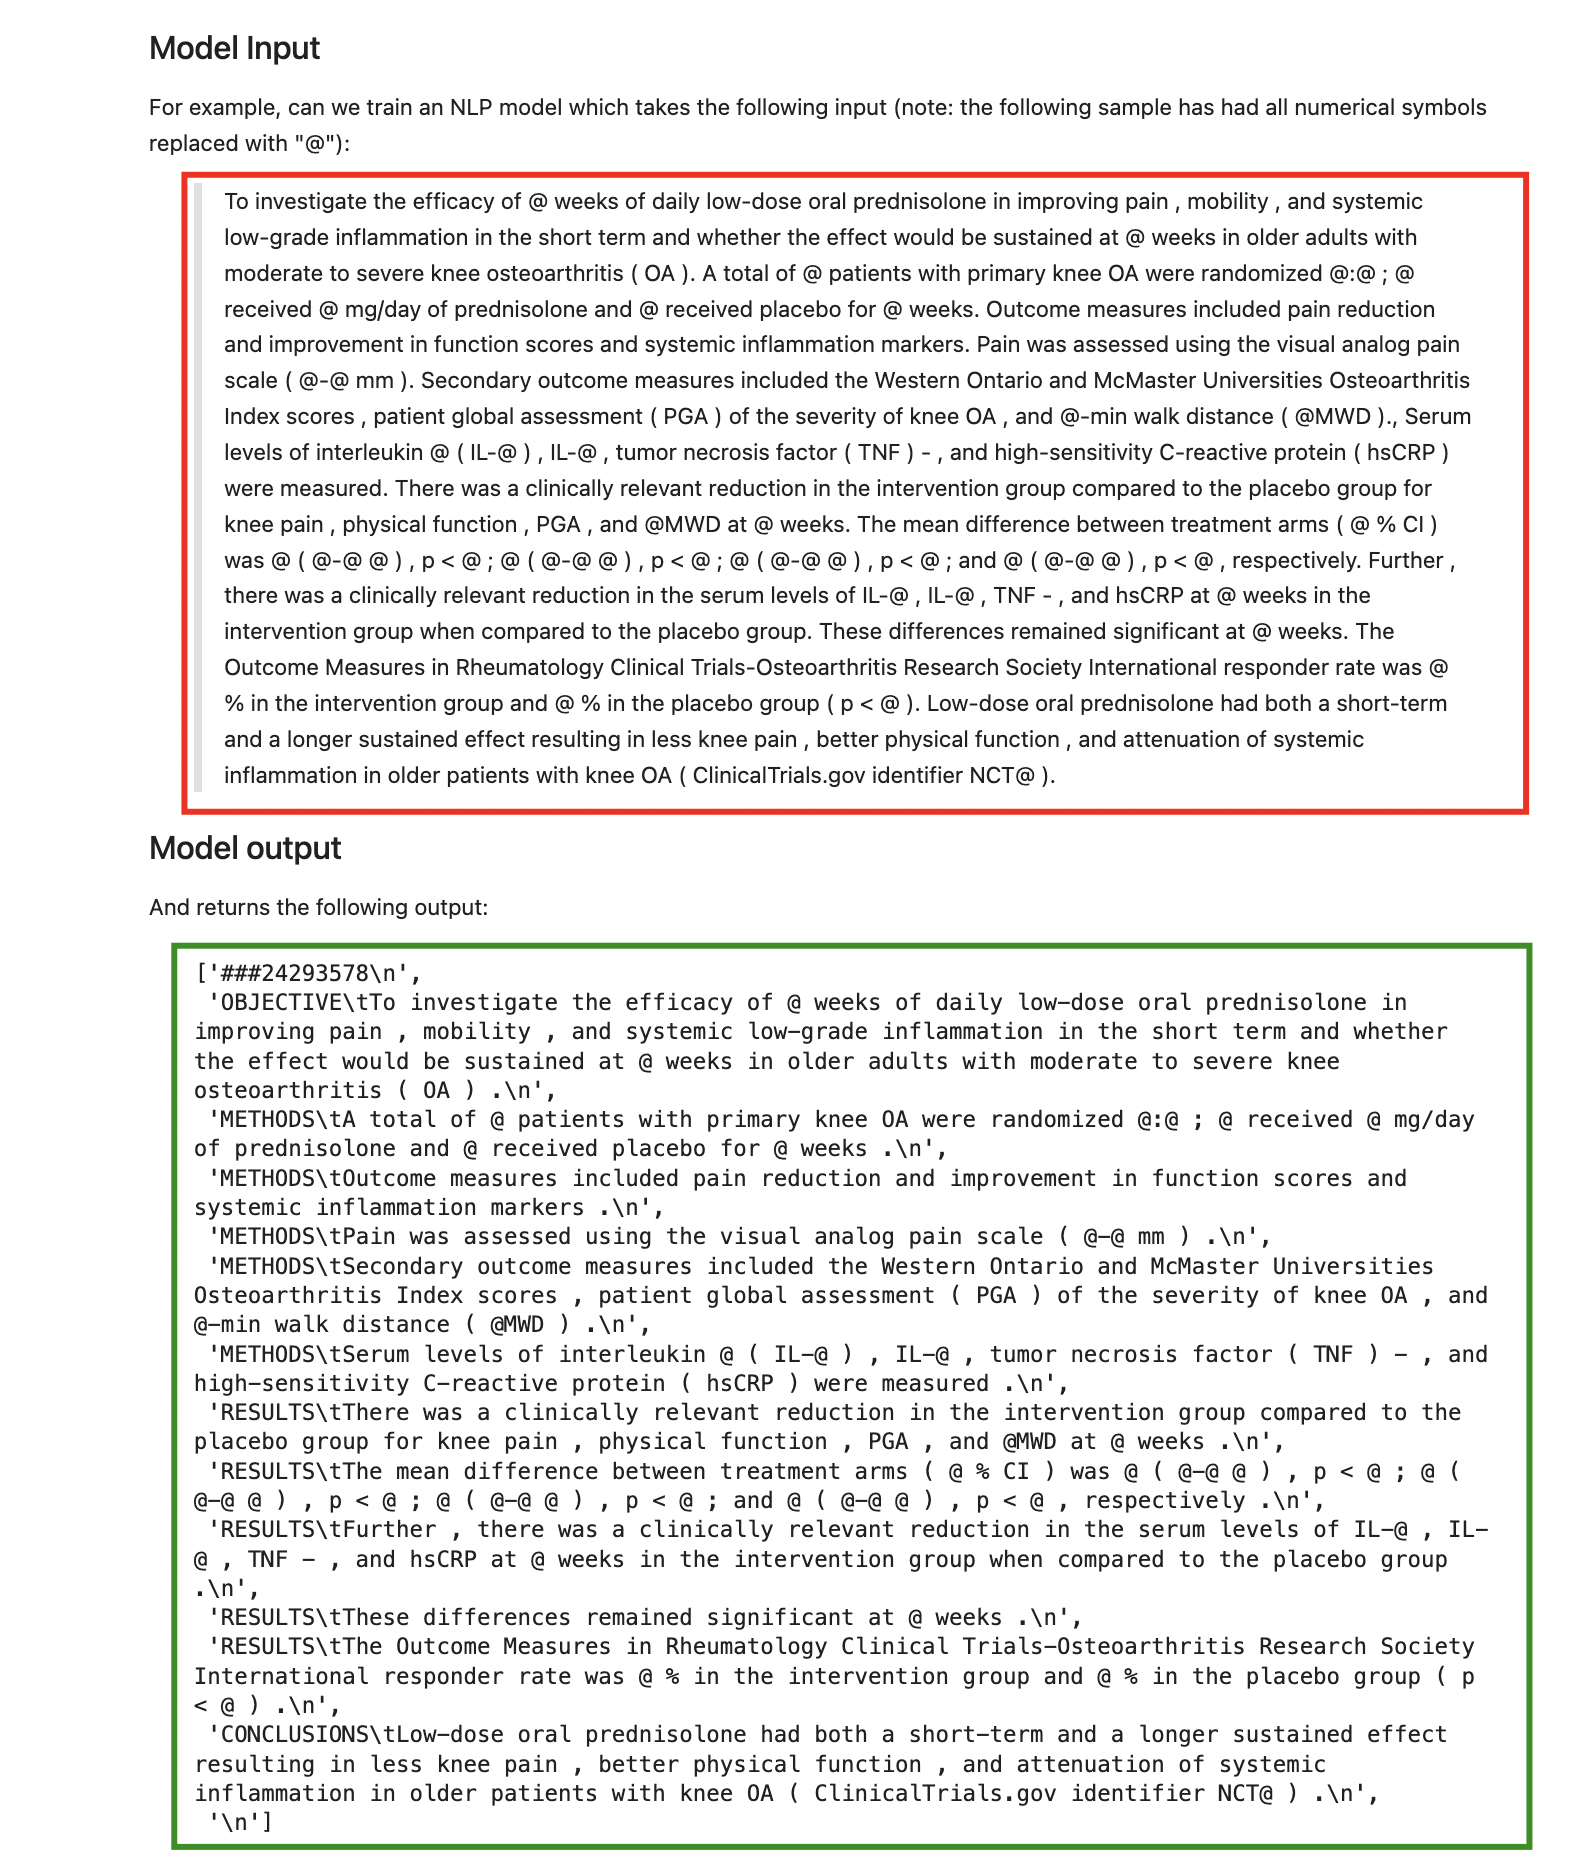 Model Input
For example, can we train an NLP model which takes the following input (note: the following sample has had all numerical symbols
replaced with "@"):
To investigate the efficacy of @ weeks of daily low-dose oral prednisolone in improving pain , mobility , and systemic
low-grade inflammation in the short term and whether the effect would be sustained at @ weeks in older adults with
moderate to severe knee osteoarthritis ( OA ). A total of @ patients with primary knee OA were randomized @:@ ; @
received @ mg/day of prednisolone and @ received placebo for @ weeks. Outcome measures included pain reduction
and improvement in function scores and systemic inflammation markers. Pain was assessed using the visual analog pain
scale ( @-@ mm ). Secondary outcome measures included the Western Ontario and McMaster Universities Osteoarthritis
Index scores , patient global assessment ( PGA ) of the severity of knee OA , and @-min walk distance ( @MWD )., Serum
levels of interleukin @ ( IL-@ ) , IL-@ , tumor necrosis factor ( TNF ) - , and high-sensitivity C-reactive protein ( hsCRP )
were measured. There was a clinically relevant reduction in the intervention group compared to the placebo group for
knee pain , physical function , PGA , and @MWD at @ weeks. The mean difference between treatment arms ( @ % CI )
was @ ( @-@ @ ) , p < @ ; @ ( @-@ @ ) , p < @ ; @ ( @-@ @ ) , p < @ ; and @ ( @-@ @ ) , p < @ , respectively. Further ,
there was a clinically relevant reduction in the serum levels of IL-@ , IL-@ , TNF - , and hsCRP at @ weeks in the
intervention group when compared to the placebo group. These differences remained significant at @ weeks. The
Outcome Measures in Rheumatology Clinical Trials-Osteoarthritis Research Society International responder rate was @
% in the intervention group and @ % in the placebo group ( p < @ ). Low-dose oral prednisolone had both a short-term
and a longer sustained effect resulting in less knee pain , better physical function , and attenuation of systemic
inflammation in older patients with knee OA ( ClinicalTrials.gov identifier NCT@ ).
Model output
And returns the following output:
['###24293578\n',
 'OBJECTIVE\tTo investigate the efficacy of @ weeks of daily low-dose oral prednisolone in
improving pain , mobility , and systemic low-grade inflammation in the short term and whether
the effect would be sustained at @ weeks in older adults with moderate to severe knee
osteoarthritis ( OA ) .\n',
 'METHODS\tA total of @ patients with primary knee OA were randomized @:@ ; @ received @ mg/day
of prednisolone and @ received placebo for @ weeks .\n',
 'METHODS\tOutcome measures included pain reduction and improvement in function scores and
systemic inflammation markers .\n',
 'METHODS\tPain was assessed using the visual analog pain scale ( @-@ mm ) .\n',
 'METHODS\tSecondary outcome measures included the Western Ontario and McMaster Universities
Osteoarthritis Index scores , patient global assessment ( PGA ) of the severity of knee OA , and
@-min walk distance ( @MWD ) .\n',
 'METHODS\tSerum levels of interleukin @ ( IL-@ ) , IL-@ , tumor necrosis factor ( TNF ) - , and
high-sensitivity C-reactive protein ( hsCRP ) were measured .\n',
 'RESULTS\tThere was a clinically relevant reduction in the intervention group compared to the
placebo group for knee pain , physical function , PGA , and @MWD at @ weeks .\n',
 'RESULTS\tThe mean difference between treatment arms ( @ % CI ) was @ ( @-@ @ ) , p < @ ; @ (
@-@ @ ) , p < @ ; @ ( @-@ @ ) , p < @ ; and @ ( @-@ @ ) , p < @ , respectively .\n',
 'RESULTS\tFurther , there was a clinically relevant reduction in the serum levels of IL-@ , IL-
@ , TNF - , and hsCRP at @ weeks in the intervention group when compared to the placebo group
.\n',
 'RESULTS\tThese differences remained significant at @ weeks .\n',
 'RESULTS\tThe Outcome Measures in Rheumatology Clinical Trials-Osteoarthritis Research Society
International responder rate was @ % in the intervention group and @ % in the placebo group ( p
< @ ) .\n',
 'CONCLUSIONS\tLow-dose oral prednisolone had both a short-term and a longer sustained effect
resulting in less knee pain , better physical function , and attenuation of systemic
inflammation in older patients with knee OA ( ClinicalTrials.gov identifier NCT@ ) .\n',
 '\n']